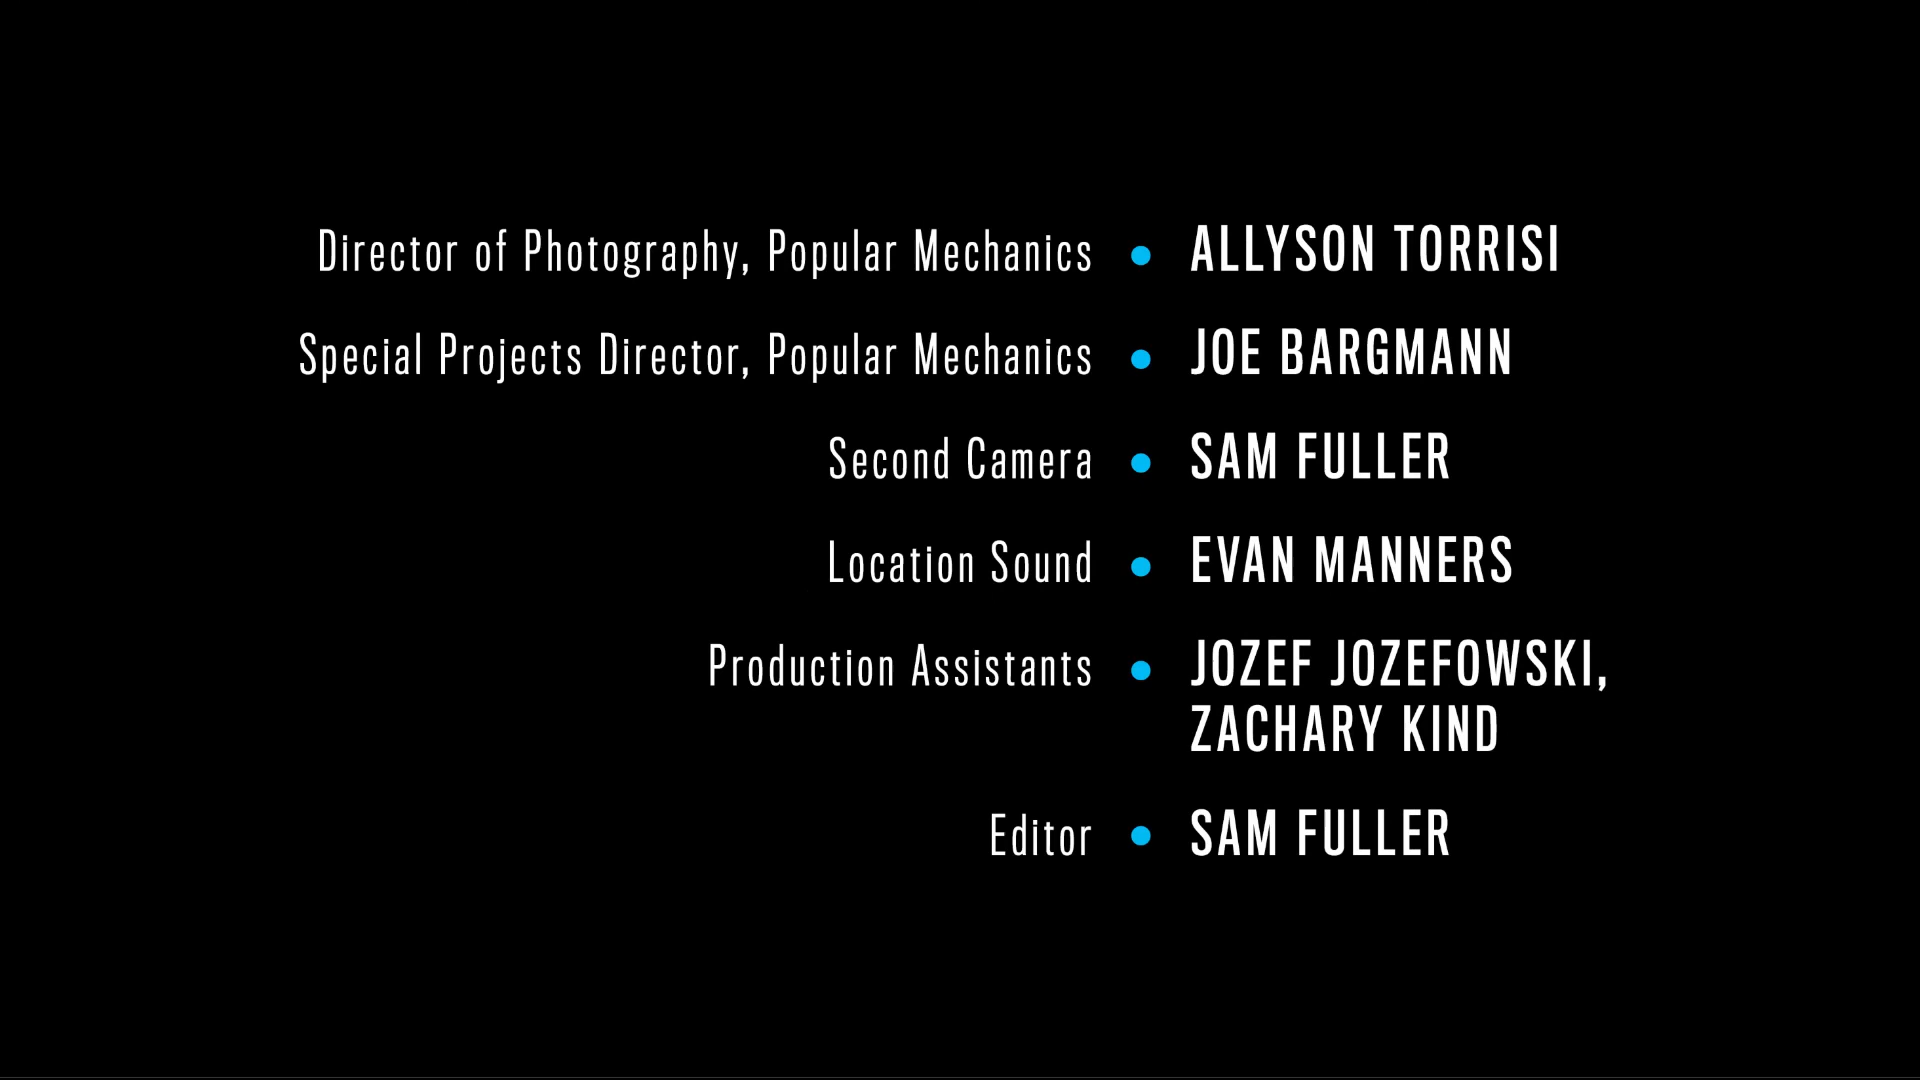 Director of Photography, Popular Mechanics • ALLYSON TORRISI
Special Projects Director, Popular Mechanics • JOE BARGMANN
Second Camera • SAM FULLER
Location Sound • EVAN MANNERS
Production Assistants • JOZEF JOZEFOWSKI,
ZACHARY KIND
Editor • SAM FULLER